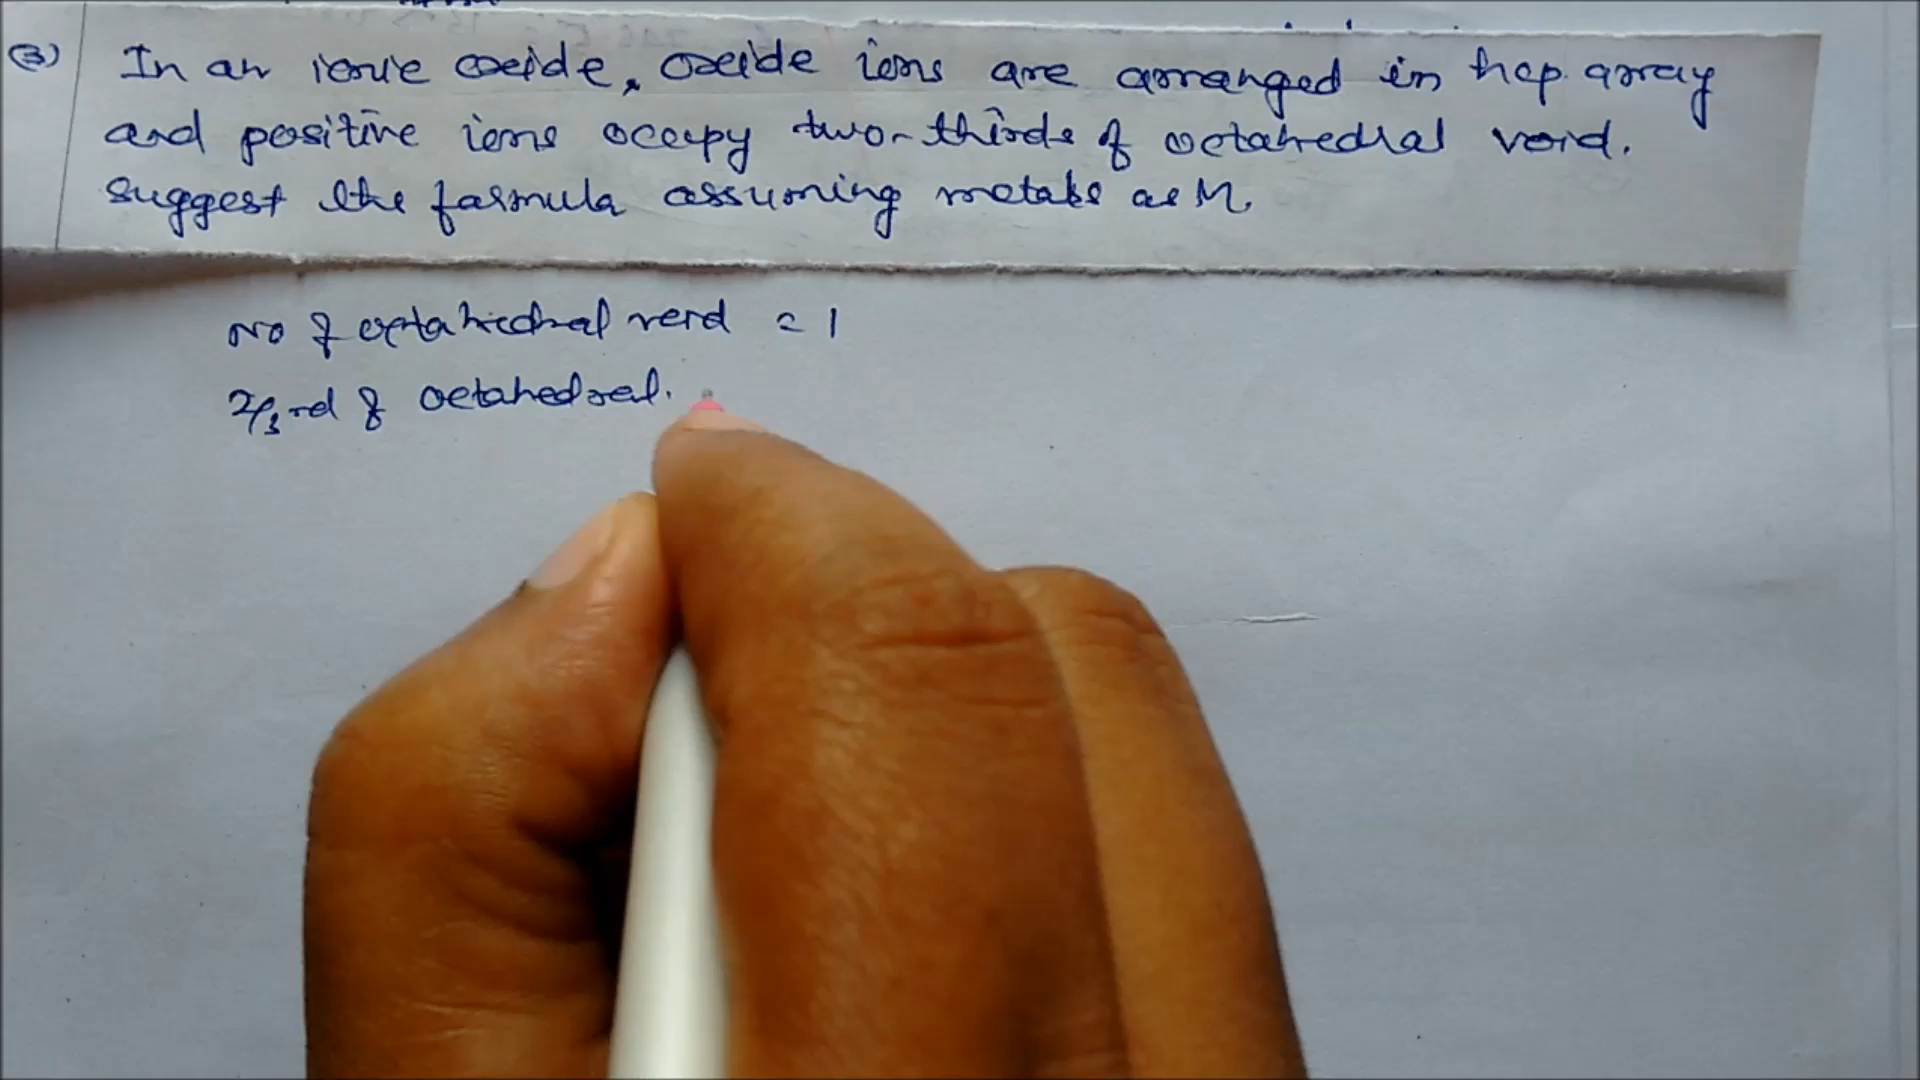 (3) In an ionic oxide, oxide ions are arranged in hcp array
and positive ions occupy two-thirds of octahedral void.
suggest the formula assuming metals as M.
No of octahedral void = 1
2/3rd of octahedral.